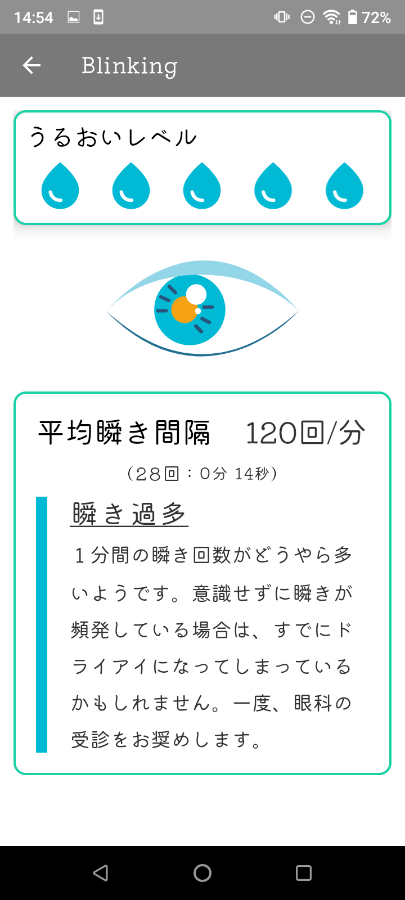 14:54 72%
Blinking
うるおいレベル
平均瞬き間隔 120回/分
(28回：0分 14秒)
瞬き過多
１分間の瞬き回数がどうやら多
いようです。意識せずに瞬きが
頻発している場合は、すでにド
ライアイになってしまっている
かもしれません。一度、眼科の
受診をお奨めします。